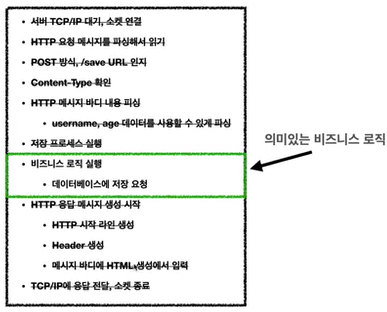 서버 TCP/IP 대기, 소켓 연결
HTTP 요청 메시지를 파싱해서 읽기
POST 방식, /save URL 인지
Content-Type 확인
HTTP 메시지 바디 내용 파싱
username, age 데이터를 사용할 수 있게 파싱
저장 프로세스 실행
비즈니스 로직 실행
데이터베이스에 저장 요청
HTTP 응답 메시지 생성 시작
HTTP 시작 라인 생성
Header 생성
메시지 바디에 HTML 생성에서 입력
TCP/IP에 응답 전달, 소켓 종료
의미있는 비즈니스 로직